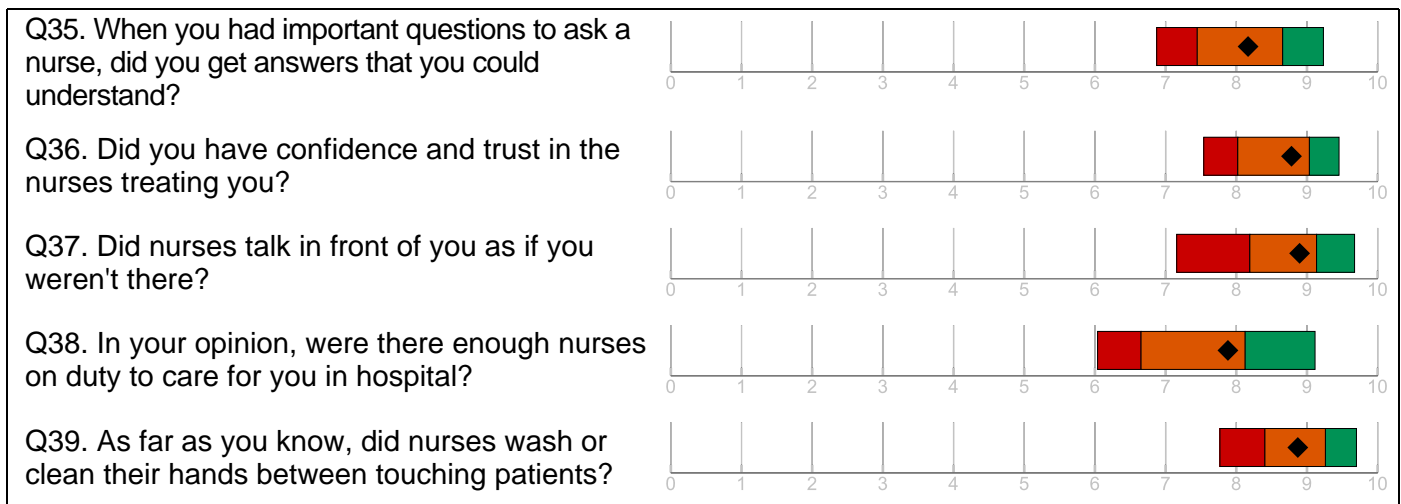 Q35. When you had important questions to ask a
nurse, did you get answers that you could
understand?
0 1 2 3 4 5 6 7 8 9 10
Q36. Did you have confidence and trust in the
nurses treating you?
0 1 2 3 4 5 6 7 8 9 10
Q37. Did nurses talk in front of you as if you
weren't there?
0 1 2 3 4 5 6 7 8 9 10
Q38. In your opinion, were there enough nurses
on duty to care for you in hospital?
0 1 2 3 4 5 6 7 8 9 10
Q39. As far as you know, did nurses wash or
clean their hands between touching patients?
0 1 2 3 4 5 6 7 8 9 10